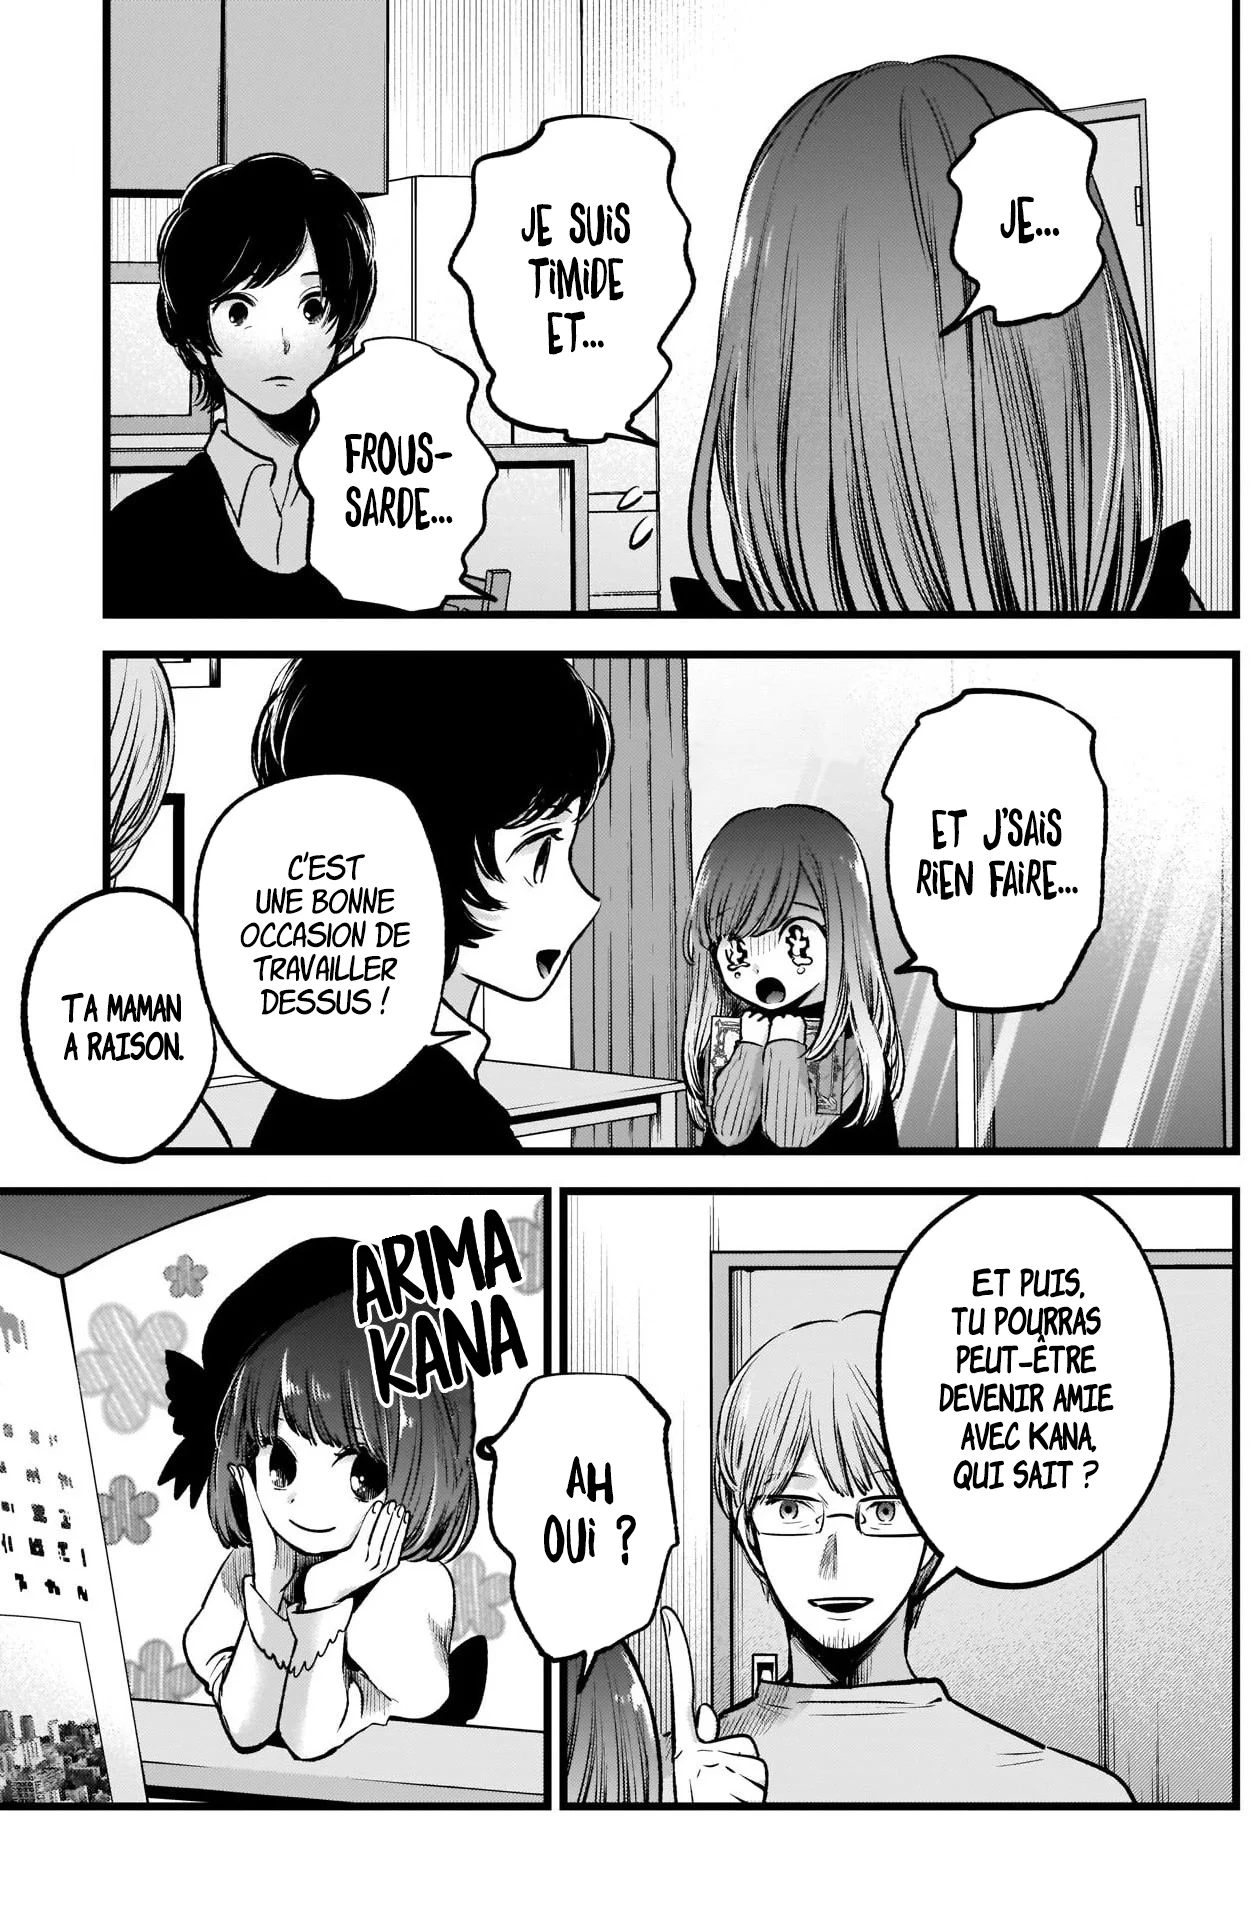 JE...
JE SUIS
TIMIDE
ET...
FROUS-
SARDE...
ET J'SAIS
RIEN FAIRE...
C'EST
UNE BONNE
OCCASION DE
TRAVAILLER
DESSUS !
TA MAMAN
A RAISON.
ET PUIS,
TU POURRAS
PEUT-ÊTRE
DEVENIR AMIE
AVEC KANA,
QUI SAIT ?
AH
OUI ?
ARIMA
KANA